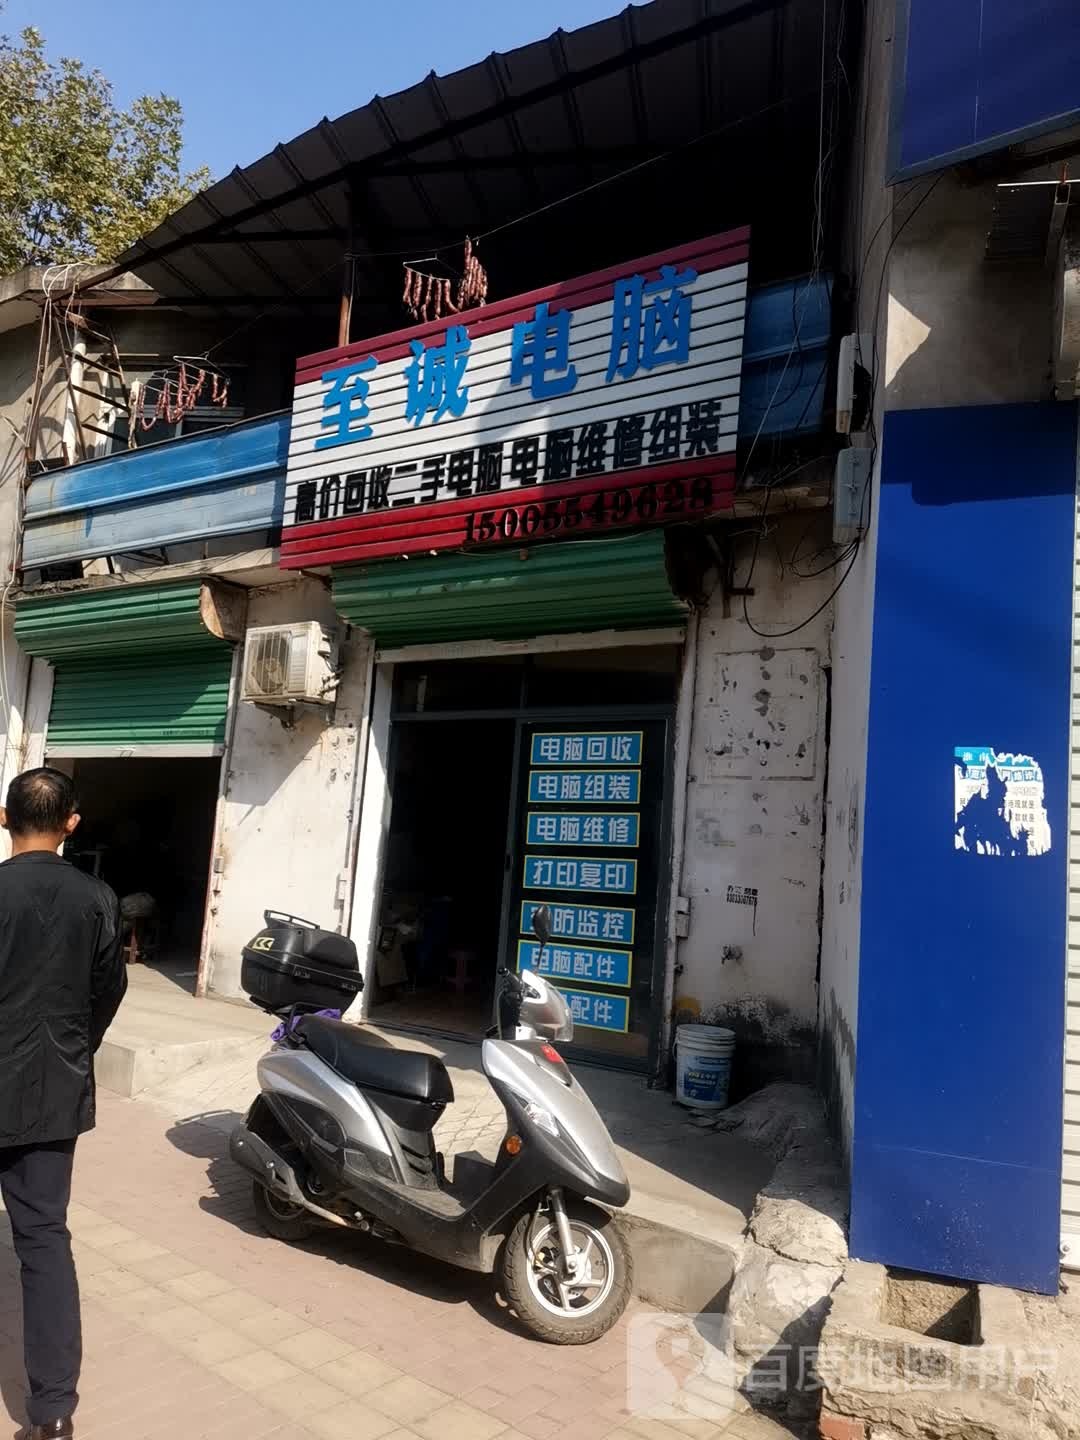 至诚电脑
高价回收二手电脑 电脑维修组装
15005549628
电脑回收
电脑组装
电脑维修
打印复印
防监控
电脑配件
配件
淮南
百度地图用户